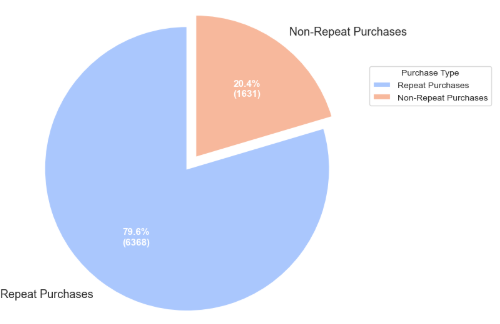 Non-Repeat Purchases
Purchase Type
Repeat Purchases
Non-Repeat Purchases
20.4%
(1631)
79.6%
(6368)
Repeat Purchases